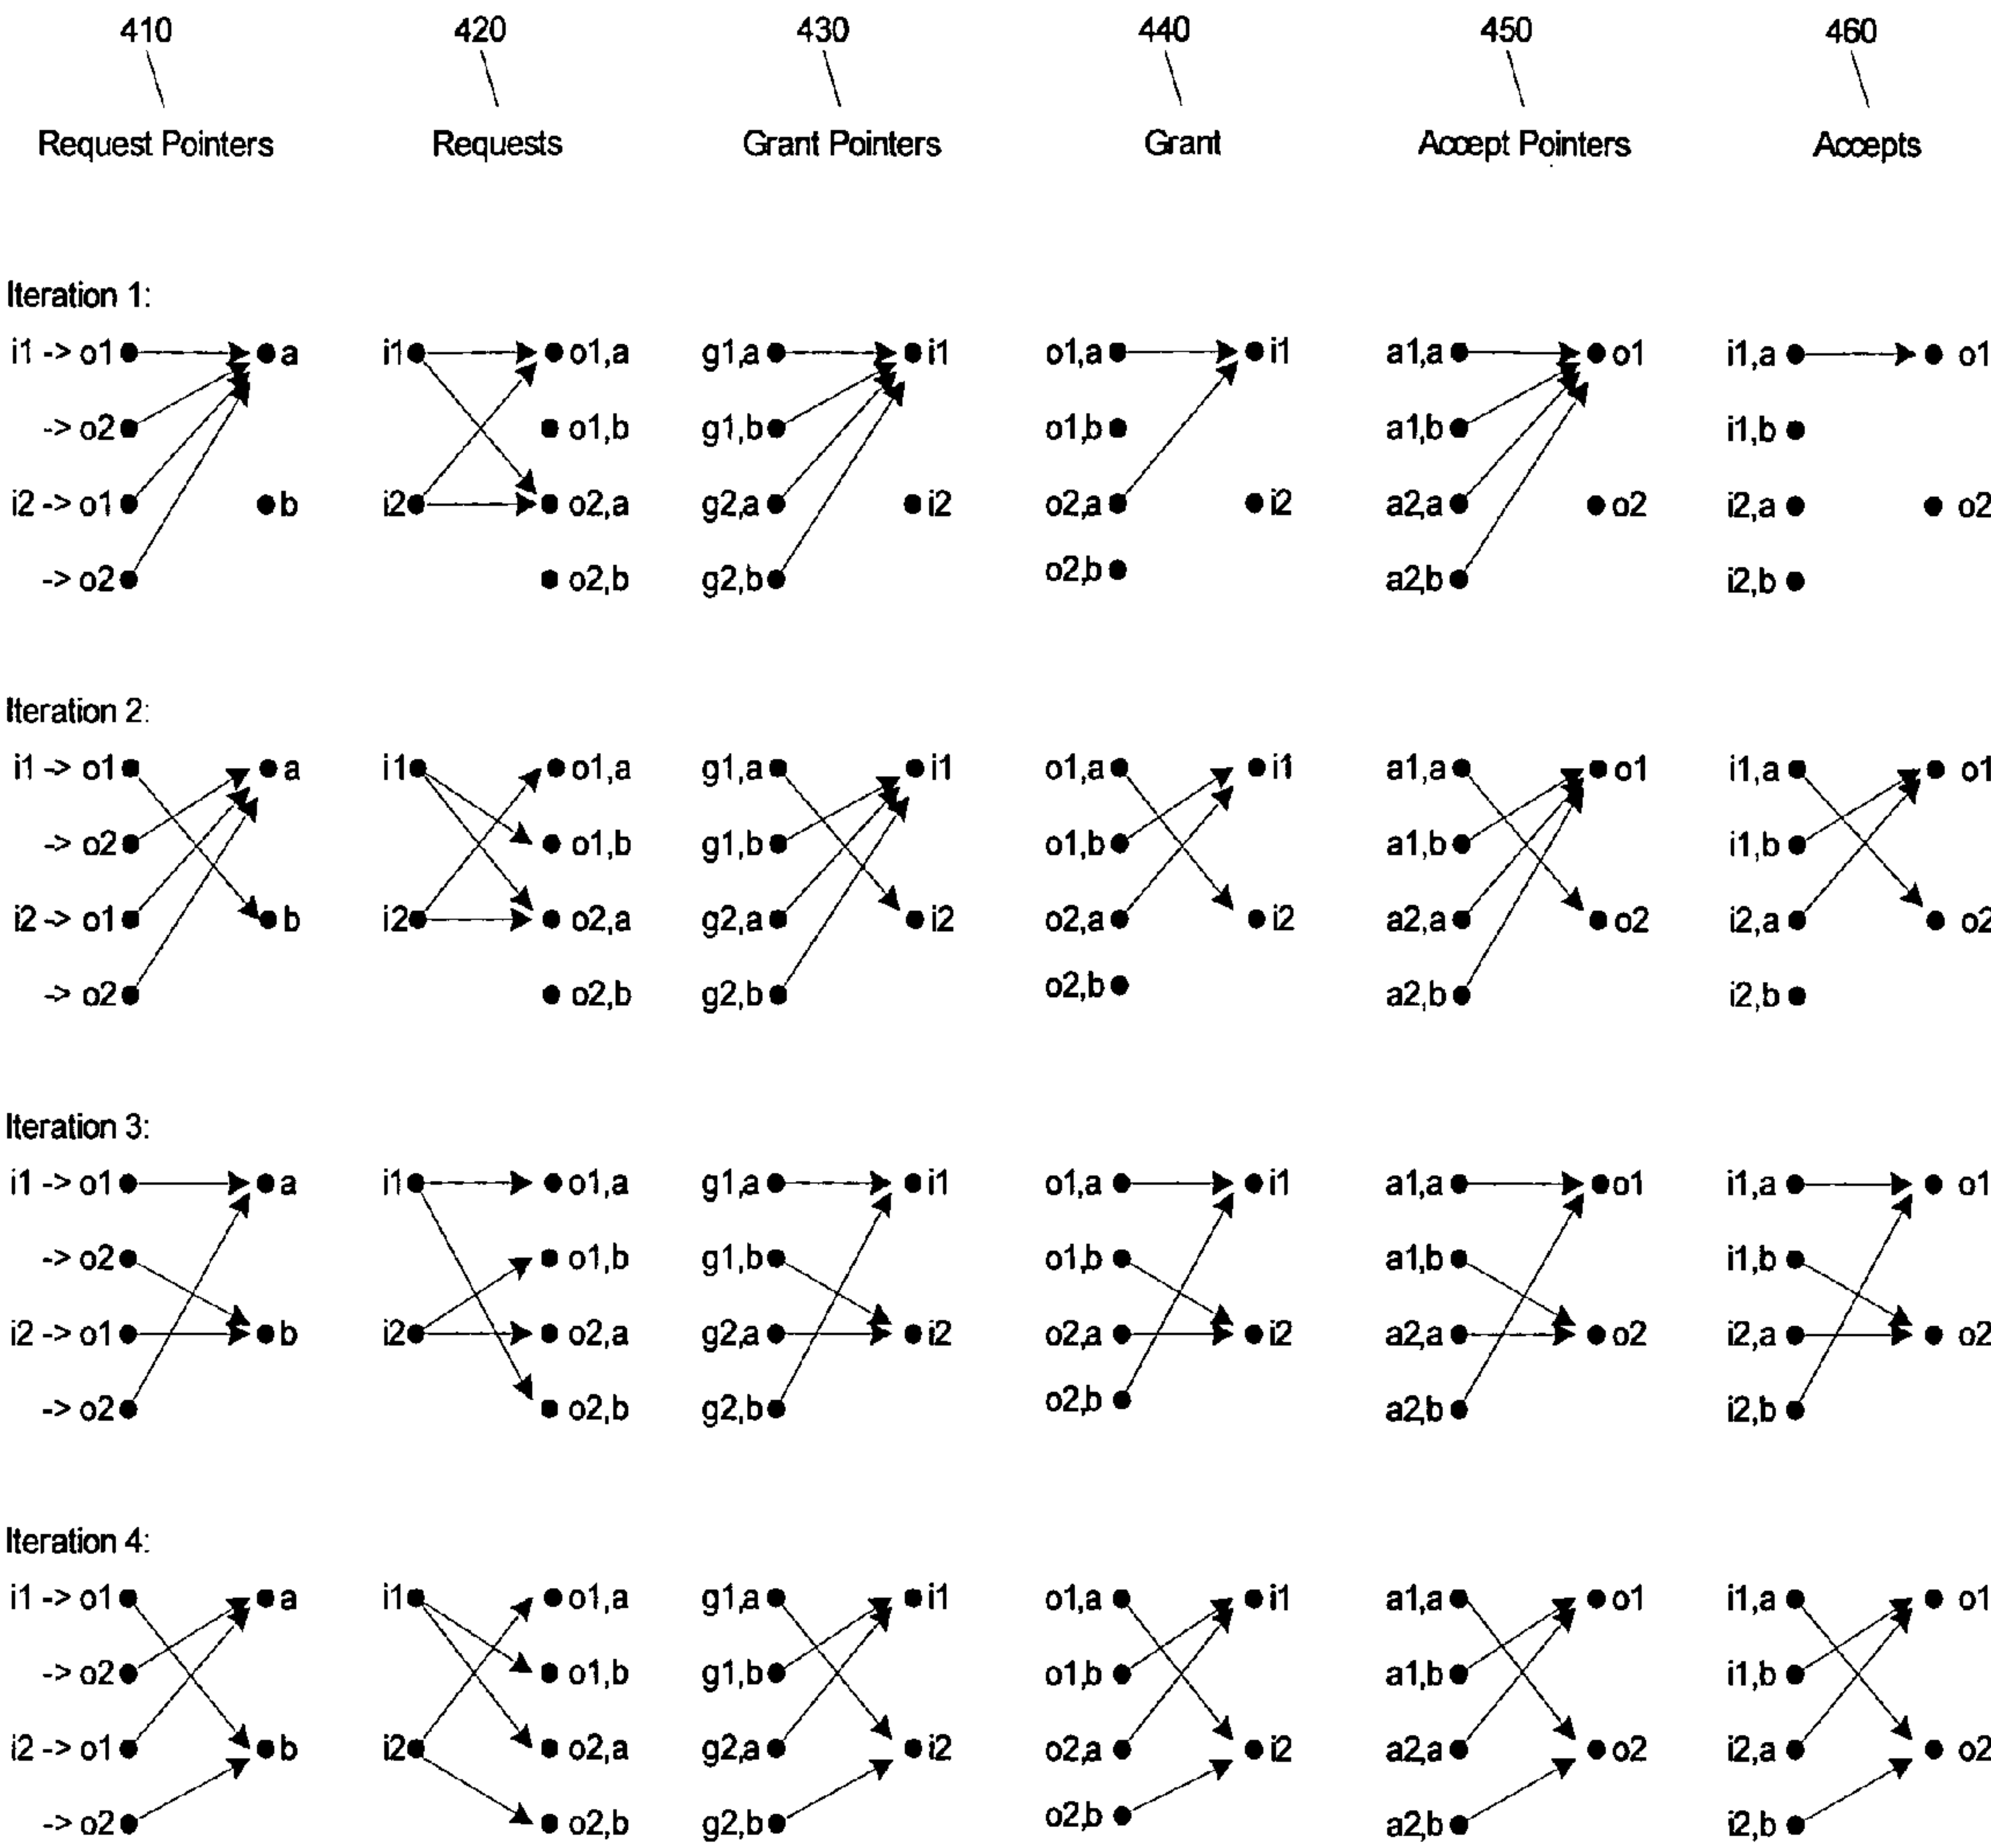 410 420 430 440 450 460
Request Pointers Requests Grant Pointers Grant Accept Pointers Accepts
Iteration 1:
i1 -> o1 a i1 o1,a g1,a i1 o1,a i1 a1,a o1 i1,a o1
-> o2 o1,b g1,b o1,b a1,b i1,b
i2 -> o1 b i2 o2,a g2,a i2 o2,a i2 a2,a o2 i2,a o2
-> o2 o2,b g2,b o2,b a2,b i2,b
Iteration 2:
i1 -> o1 a i1 o1,a g1,a i1 o1,a i1 a1,a o1 i1,a o1
-> o2 o1,b g1,b o1,b a1,b i1,b
i2 -> o1 b i2 o2,a g2,a i2 o2,a i2 a2,a o2 i2,a o2
-> o2 o2,b g2,b o2,b a2,b i2,b
Iteration 3:
i1 -> o1 a i1 o1,a g1,a i1 o1,a i1 a1,a o1 i1,a o1
-> o2 o1,b g1,b o1,b a1,b i1,b
i2 -> o1 b i2 o2,a g2,a i2 o2,a i2 a2,a o2 i2,a o2
-> o2 o2,b g2,b o2,b a2,b i2,b
Iteration 4:
i1 -> o1 a i1 o1,a g1,a i1 o1,a i1 a1,a o1 i1,a o1
-> o2 o1,b g1,b o1,b a1,b i1,b
i2 -> o1 b i2 o2,a g2,a i2 o2,a i2 a2,a o2 i2,a o2
-> o2 o2,b g2,b o2,b a2,b i2,b